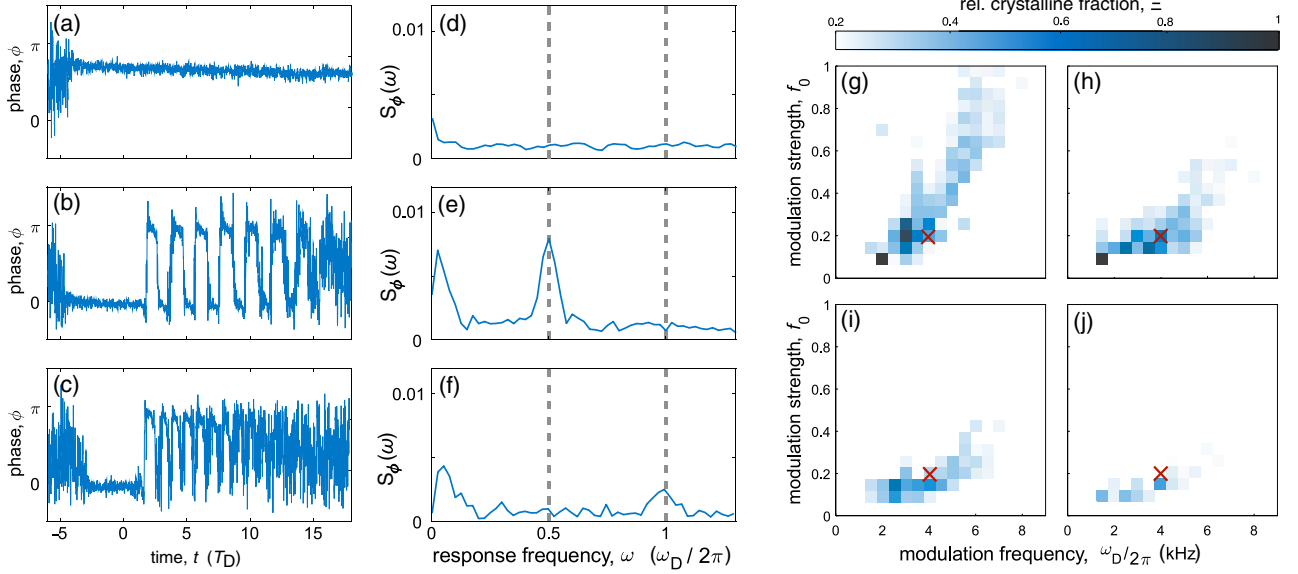 (a)
phase, ϕ
π
0
(b)
phase, ϕ
π
0
(c)
phase, ϕ
π
0
-5 0 5 10 15
time, t (T_D)
(d)
0.01
S_ϕ(ω)
0
(e)
0.01
S_ϕ(ω)
0
(f)
0.01
S_ϕ(ω)
0
0 0.5 1
response frequency, ω (ω_D / 2π)
rel. crystalline fraction, Ξ
0.2 0.4 0.6 0.8 1
(g)
modulation strength, f_0
1
0.8
0.6
0.4
0.2
0
(h)
(i)
modulation strength, f_0
1
0.8
0.6
0.4
0.2
0
0 2 4 6 8
(j)
0 2 4 6 8
modulation frequency, ω_D/2π (kHz)